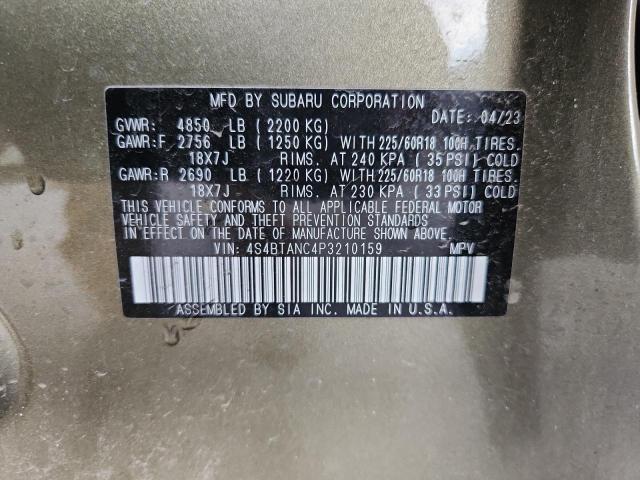 MFD BY SUBARU CORPORATION
DATE: 04/23
GVWR: 4850 LB (2200 KG)
GAWR:F 2756 LB (1250 KG) WITH 225/60R18 100H TIRES.
18X7J RIMS. AT 240 KPA (35 PSI) COLD
GAWR:R 2690 LB (1220 KG) WITH 225/60R18 100H TIRES.
18X7J RIMS. AT 230 KPA (33 PSI) COLD
THIS VEHICLE CONFORMS TO ALL APPLICABLE FEDERAL MOTOR
VEHICLE SAFETY AND THEFT PREVENTION STANDARDS
IN EFFECT ON THE DATE OF MANUFACTURE SHOWN ABOVE.
VIN: 4S4BTANC4P3210159 MPV
ASSEMBLED BY SIA INC. MADE IN U.S.A.